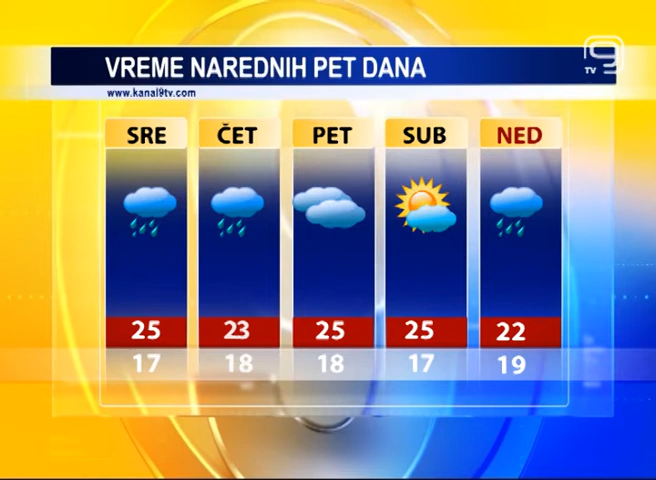 VREME NAREDNIH PET DANA
9
TV
www.kanal9tv.com
SRE ČET PET SUB NED
25 23 25 25 22
17 18 18 17 19